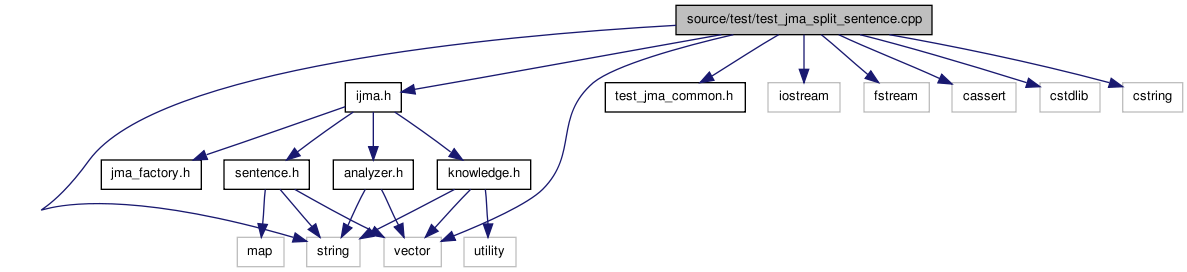 source/test/test_jma_split_sentence.cpp
ijma.h
test_jma_common.h
iostream
fstream
cassert
cstdlib
cstring
jma_factory.h
sentence.h
analyzer.h
knowledge.h
map
string
vector
utility